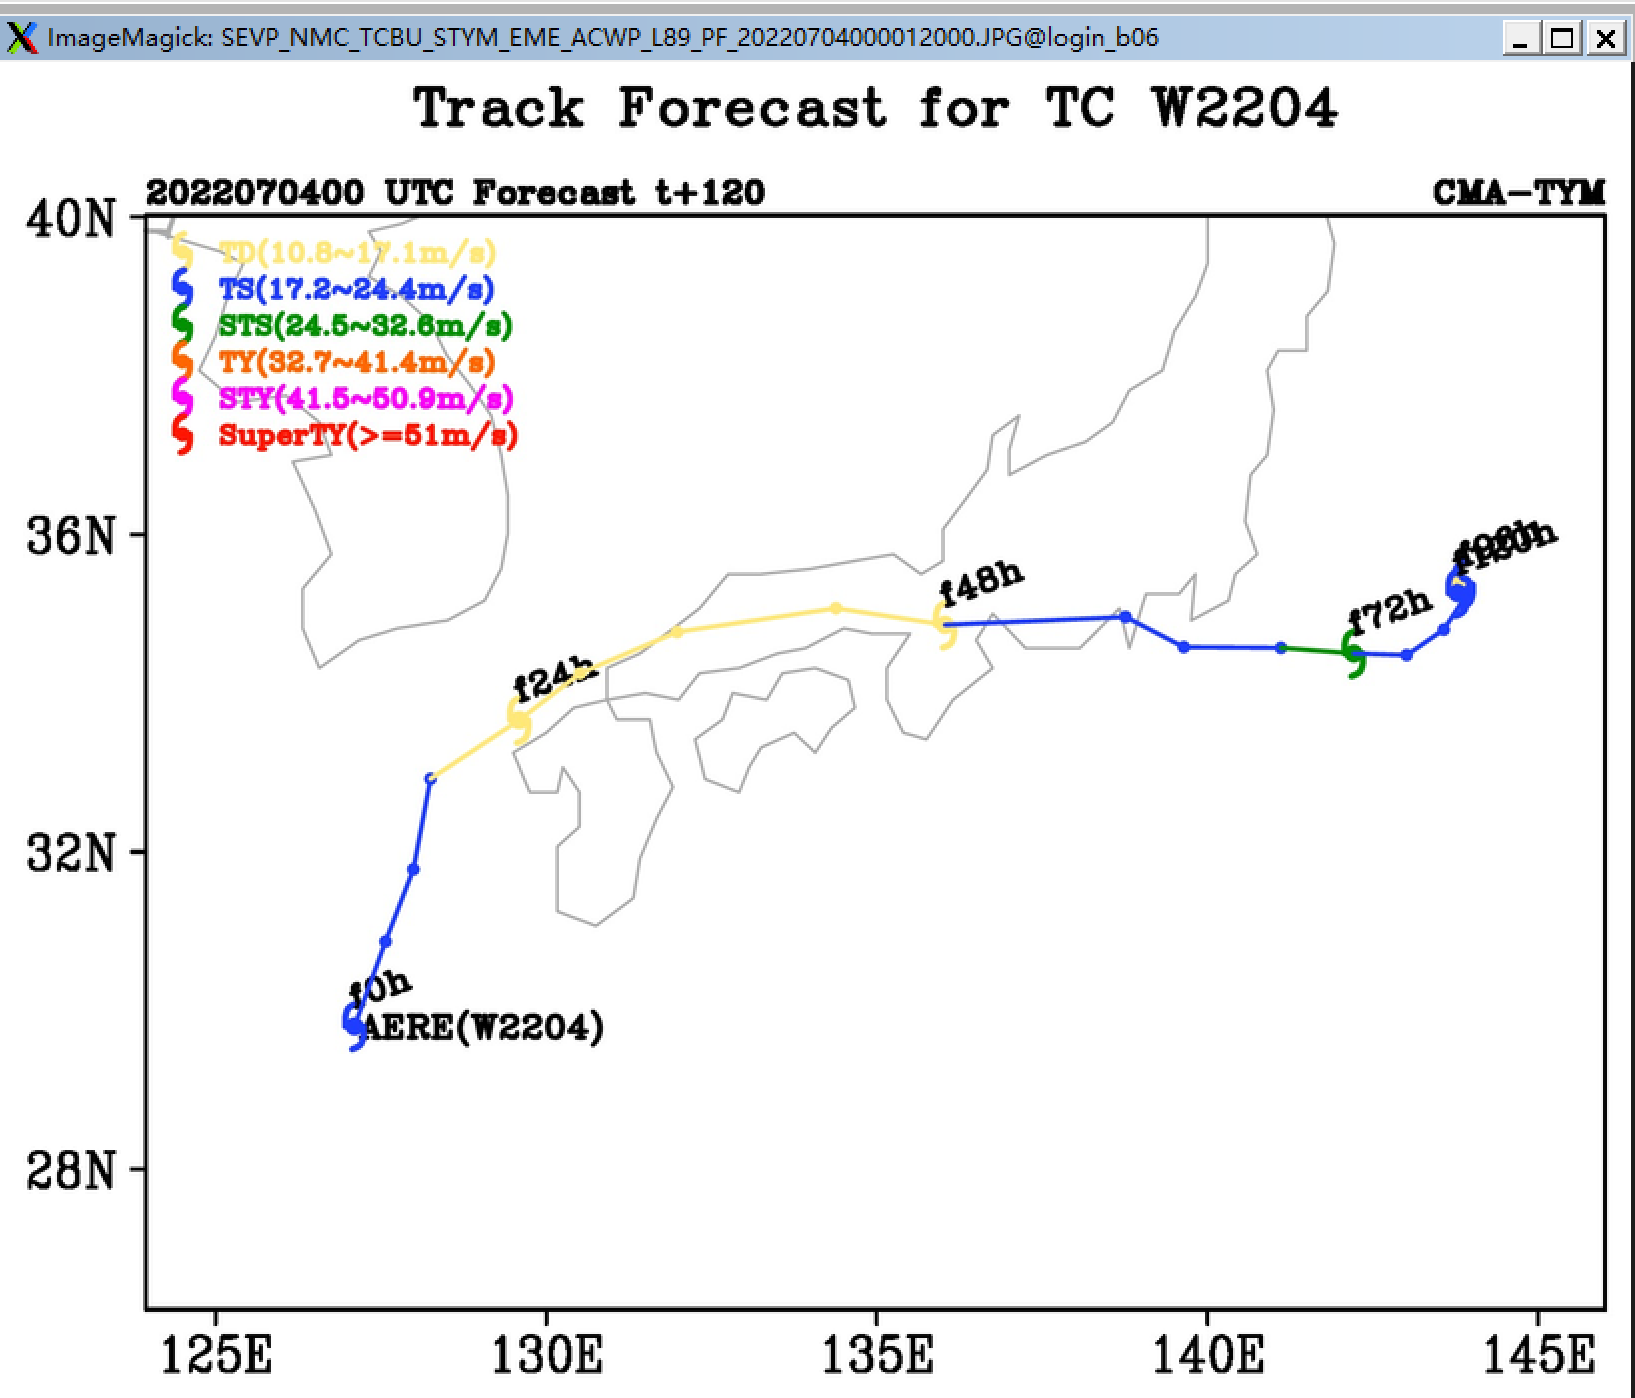 ImageMagick: SEVP_NMC_TCBU_STYM_EME_ACWP_L89_PF_20220704000012000.JPG@login_b06
Track Forecast for TC W2204
2022070400 UTC Forecast t+120 CMA-TYM
40N
TD(10.8~17.1m/s)
TS(17.2~24.4m/s)
STS(24.5~32.6m/s)
TY(32.7~41.4m/s)
STY(41.5~50.9m/s)
SuperTY(>=51m/s)
36N
f48h
f72h
f24h
32N
f0h
AERE(W2204)
28N
125E 130E 135E 140E 145E